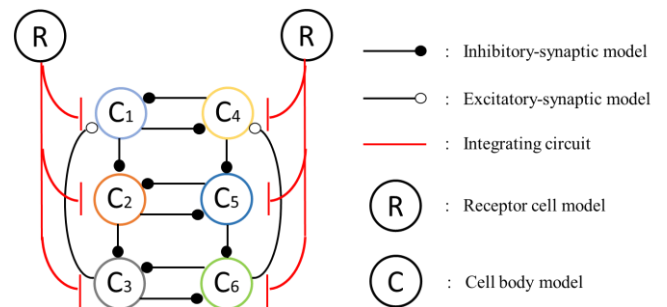 R R
C1 C4
C2 C5
C3 C6
: Inhibitory-synaptic model
: Excitatory-synaptic model
: Integrating circuit
R : Receptor cell model
C : Cell body model